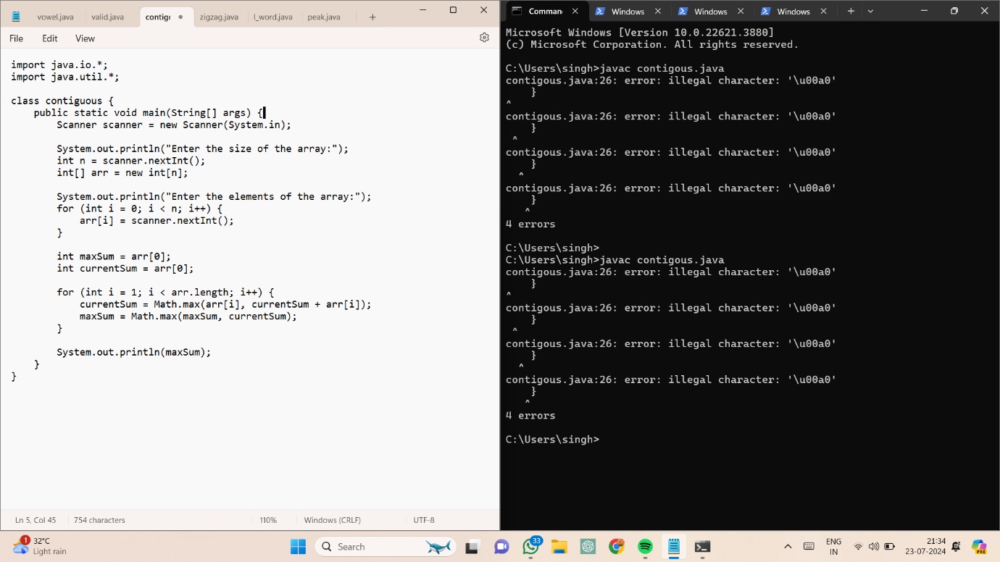 vowel.java valid.java contig zigzag.java l_word.java peak.java
File Edit View
import java.io.*;
import java.util.*;
class contiguous {
public static void main(String[] args) {
Scanner scanner = new Scanner(System.in);
System.out.println("Enter the size of the array:");
int n = scanner.nextInt();
int[] arr = new int[n];
System.out.println("Enter the elements of the array:");
for (int i = 0; i < n; i++) {
arr[i] = scanner.nextInt();
}
int maxSum = arr[0];
int currentSum = arr[0];
for (int i = 1; i < arr.length; i++) {
currentSum = Math.max(arr[i], currentSum + arr[i]);
maxSum = Math.max(maxSum, currentSum);
}
System.out.println(maxSum);
}
}
Ln 5, Col 45 754 characters 110% Windows (CRLF) UTF-8
Comman Windows Windows Windows
Microsoft Windows [Version 10.0.22621.3880]
(c) Microsoft Corporation. All rights reserved.
C:\Users\singh>javac contigous.java
contigous.java:26: error: illegal character: '\u00a0'
}
^
contigous.java:26: error: illegal character: '\u00a0'
}
^
contigous.java:26: error: illegal character: '\u00a0'
}
^
contigous.java:26: error: illegal character: '\u00a0'
}
^
4 errors
C:\Users\singh>
C:\Users\singh>javac contigous.java
contigous.java:26: error: illegal character: '\u00a0'
}
^
contigous.java:26: error: illegal character: '\u00a0'
}
^
contigous.java:26: error: illegal character: '\u00a0'
}
^
contigous.java:26: error: illegal character: '\u00a0'
}
^
4 errors
C:\Users\singh>
1 32°C
Light rain
Search
33
ENG
IN
21:34
23-07-2024
PRE